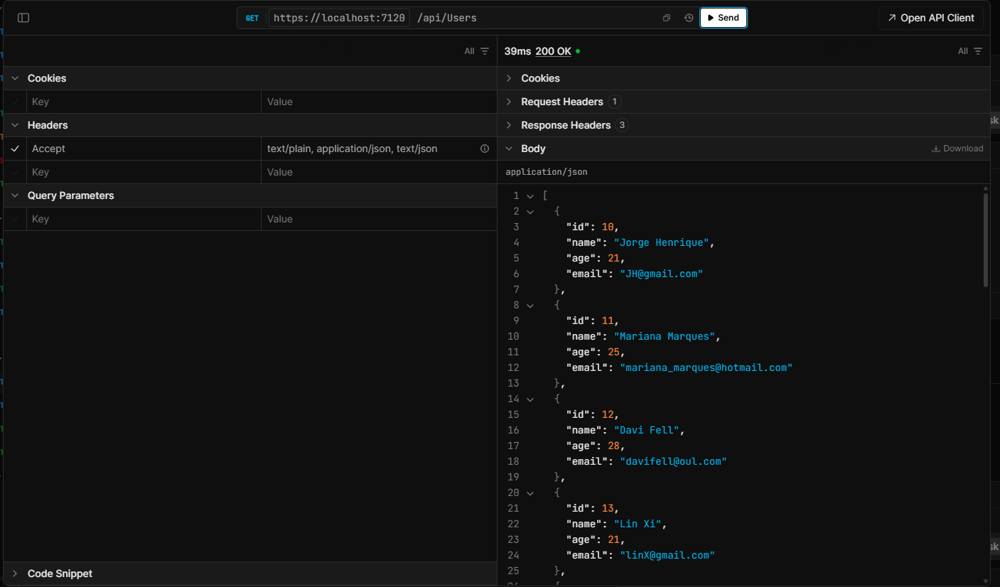 GET https://localhost:7120 /api/Users Send Open API Client
All
39ms 200 OK All
Cookies
Key Value
Headers
Accept text/plain, application/json, text/json
Key Value
Query Parameters
Key Value
Code Snippet
Cookies
Request Headers 1
Response Headers 3
Body Download
application/json
1 [
2 {
3 "id": 10,
4 "name": "Jorge Henrique",
5 "age": 21,
6 "email": "JH@gmail.com"
7 },
8 {
9 "id": 11,
10 "name": "Mariana Marques",
11 "age": 25,
12 "email": "mariana_marques@hotmail.com"
13 },
14 {
15 "id": 12,
16 "name": "Davi Fell",
17 "age": 28,
18 "email": "davifell@oul.com"
19 },
20 {
21 "id": 13,
22 "name": "Lin Xi",
23 "age": 21,
24 "email": "linX@gmail.com"
25 },
sk
sk